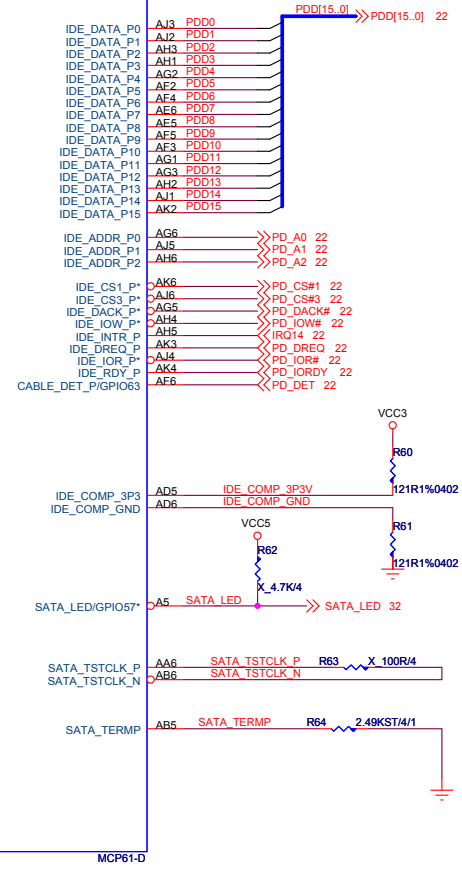 PDD[15..0] PDD[15..0] 22
IDE_DATA_P0 AJ3 PDD0
IDE_DATA_P1 AJ2 PDD1
IDE_DATA_P2 AH3 PDD2
IDE_DATA_P3 AH1 PDD3
IDE_DATA_P4 AG2 PDD4
IDE_DATA_P5 AF2 PDD5
IDE_DATA_P6 AF4 PDD6
IDE_DATA_P7 AE6 PDD7
IDE_DATA_P8 AE5 PDD8
IDE_DATA_P9 AF5 PDD9
IDE_DATA_P10 AF3 PDD10
IDE_DATA_P11 AG1 PDD11
IDE_DATA_P12 AG3 PDD12
IDE_DATA_P13 AH2 PDD13
IDE_DATA_P14 AJ1 PDD14
IDE_DATA_P15 AK2 PDD15
IDE_ADDR_P0 AG6 PD_A0 22
IDE_ADDR_P1 AJ5 PD_A1 22
IDE_ADDR_P2 AH6 PD_A2 22
IDE_CS1_P* AK6 PD_CS#1 22
IDE_CS3_P* AJ6 PD_CS#3 22
IDE_DACK_P* AG5 PD_DACK# 22
IDE_IOW_P* AH4 PD_IOW# 22
IDE_INTR_P AH5 IRQ14 22
IDE_DREQ_P AK3 PD_DREQ 22
IDE_IOR_P* AJ4 PD_IOR# 22
IDE_RDY_P AK4 PD_IORDY 22
CABLE_DET_P/GPIO63 AF6 PD_DET 22
VCC3
R60
121R1%0402
IDE_COMP_3P3 AD5 IDE_COMP_3P3V
IDE_COMP_GND AD6 IDE_COMP_GND
R61
121R1%0402
VCC5
R62
X_4.7K/4
SATA_LED/GPIO57* A5 SATA_LED SATA_LED 32
SATA_TSTCLK_P AA6 SATA_TSTCLK_P R63 X_100R/4
SATA_TSTCLK_N AB6 SATA_TSTCLK_N
SATA_TERMP AB5 SATA_TERMP R64 2.49KST/4/1
MCP61-D